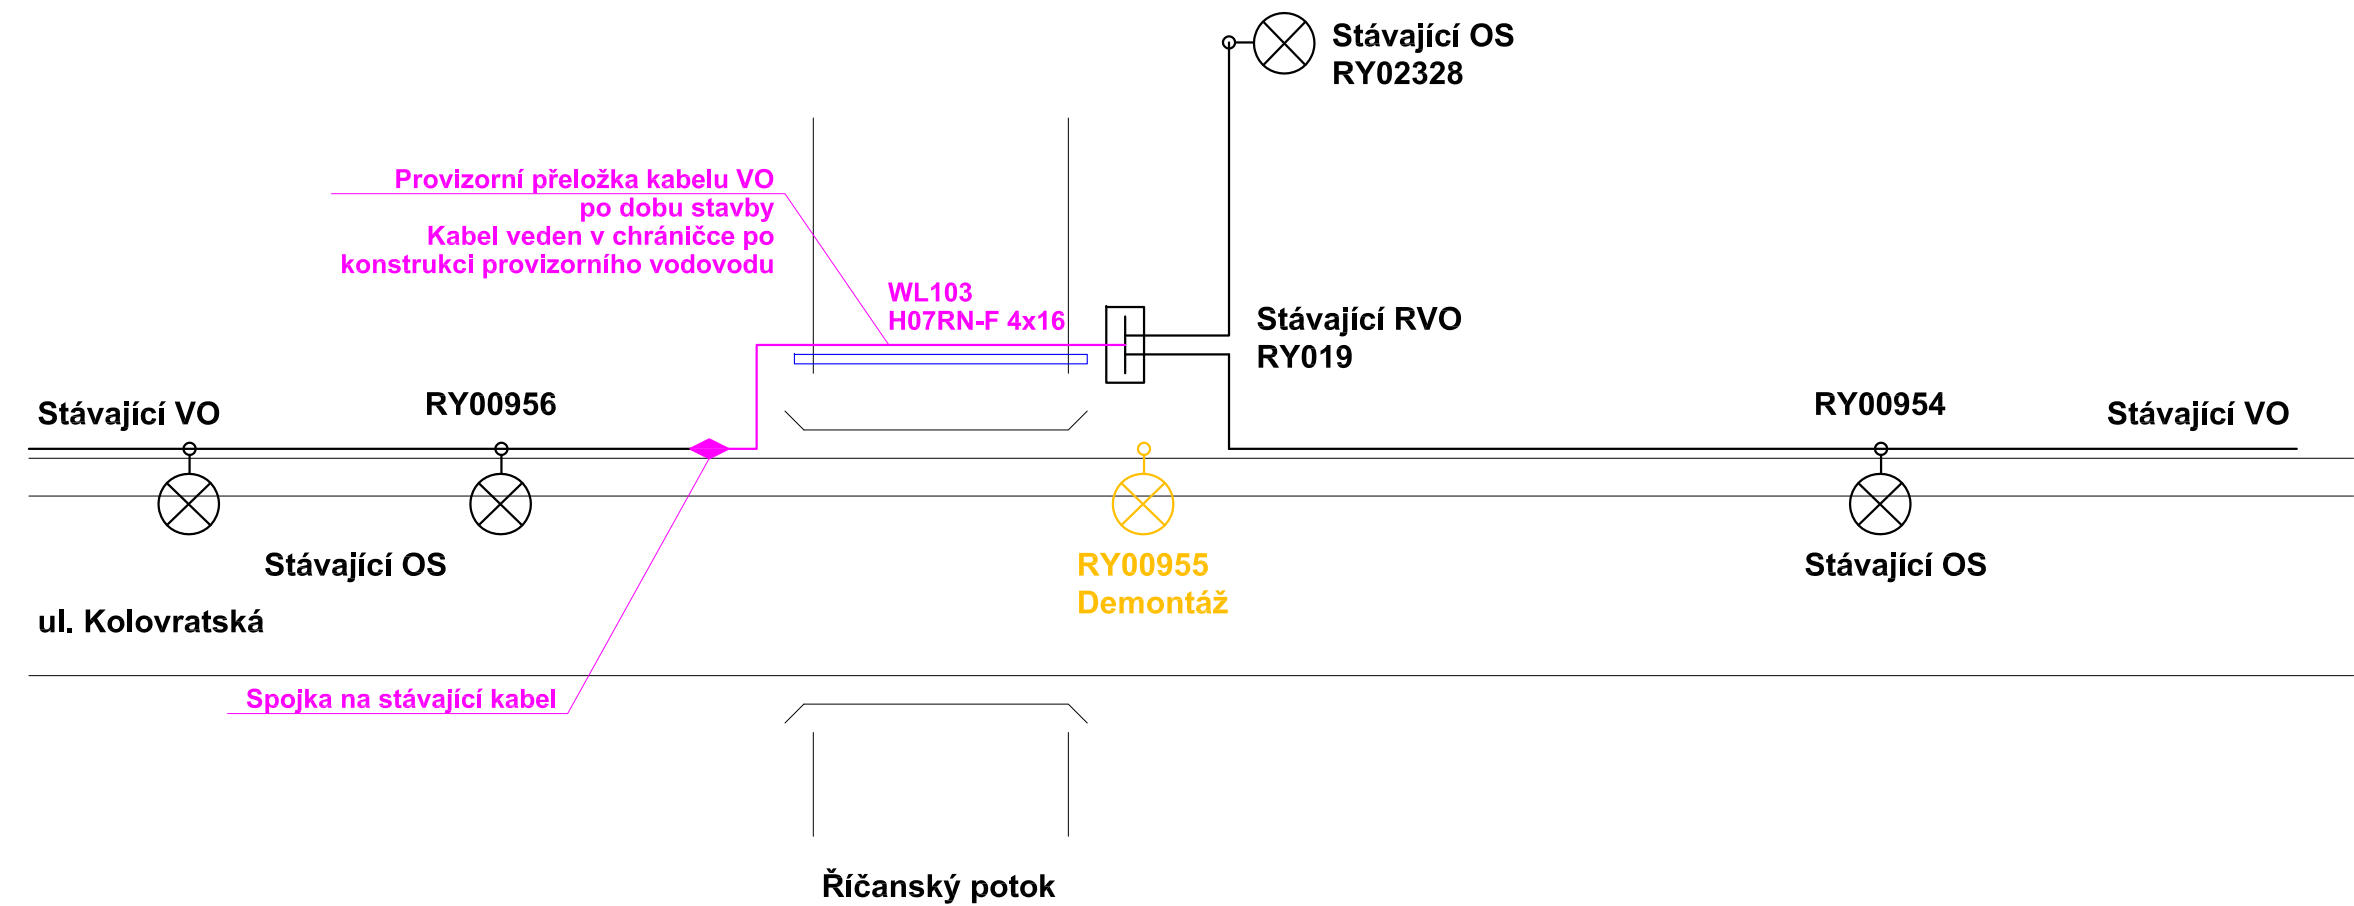 Stávající OS
RY02328
Provizorní přeložka kabelu VO
po dobu stavby
Kabel veden v chráničce po
konstrukci provizorního vodovodu
WL103
H07RN-F 4x16
Stávající RVO
RY019
Stávající VO
RY00956
RY00954
Stávající VO
Stávající OS
RY00955
Demontáž
Stávající OS
ul. Kolovratská
Spojka na stávající kabel
Říčanský potok